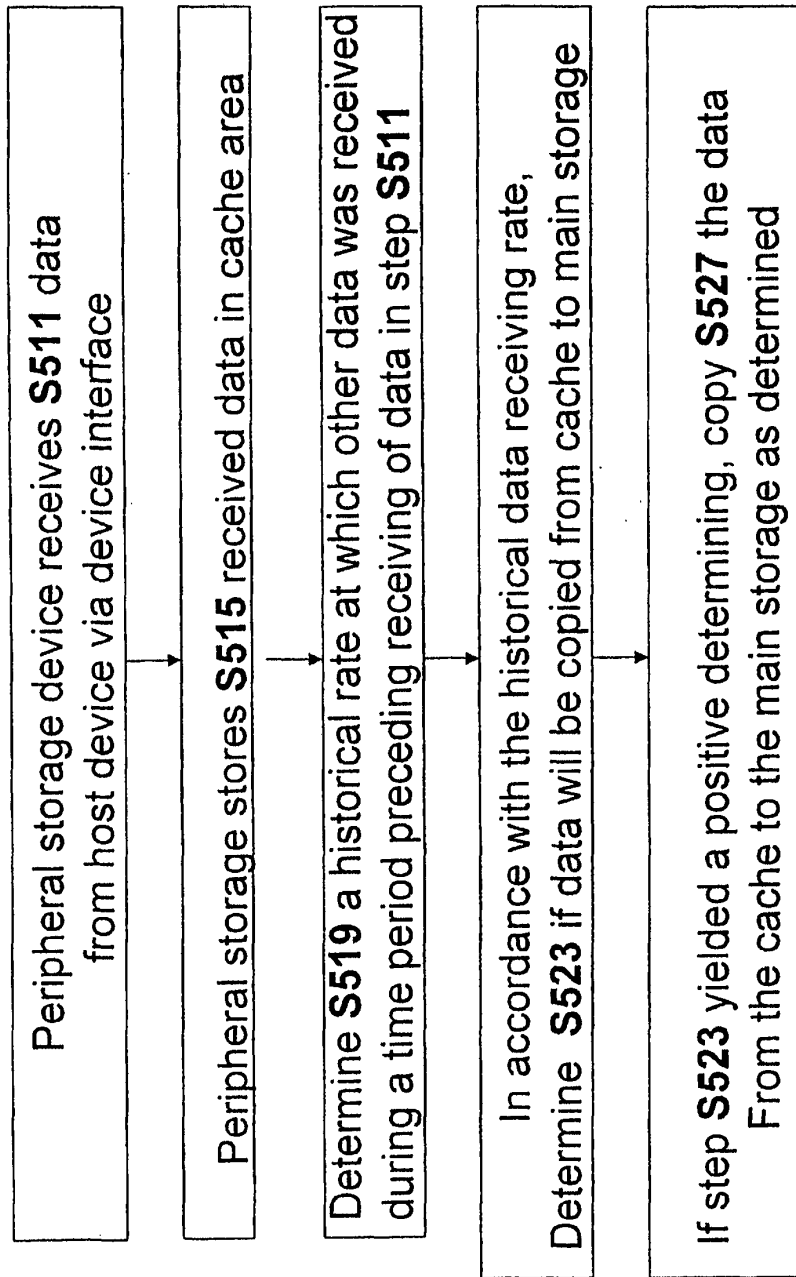 Peripheral storage device receives S511 data
from host device via device interface
Peripheral storage stores S515 received data in cache area
Determine S519 a historical rate at which other data was received
during a time period preceding receiving of data in step S511
In accordance with the historical data receiving rate,
Determine S523 if data will be copied from cache to main storage
If step S523 yielded a positive determining, copy S527 the data
From the cache to the main storage as determined